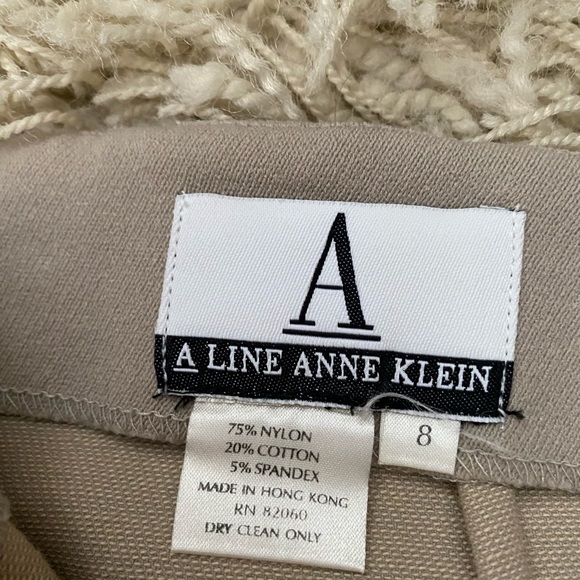 A
A LINE ANNE KLEIN
75% NYLON
20% COTTON
5% SPANDEX
MADE IN HONG KONG
RN 82060
DRY CLEAN ONLY
8